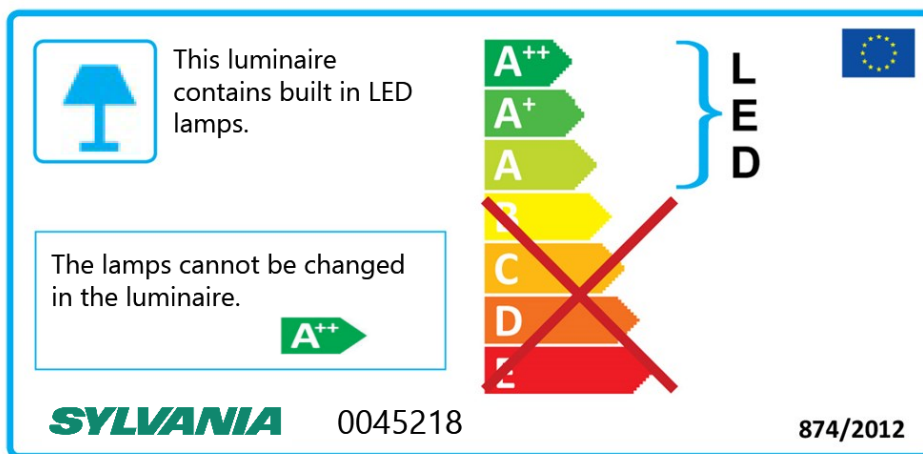 This luminaire
contains built in LED
lamps.
A++
A+
A
B
C
D
E
L
E
D
The lamps cannot be changed
in the luminaire.
A++
SYLVANIA
0045218
874/2012